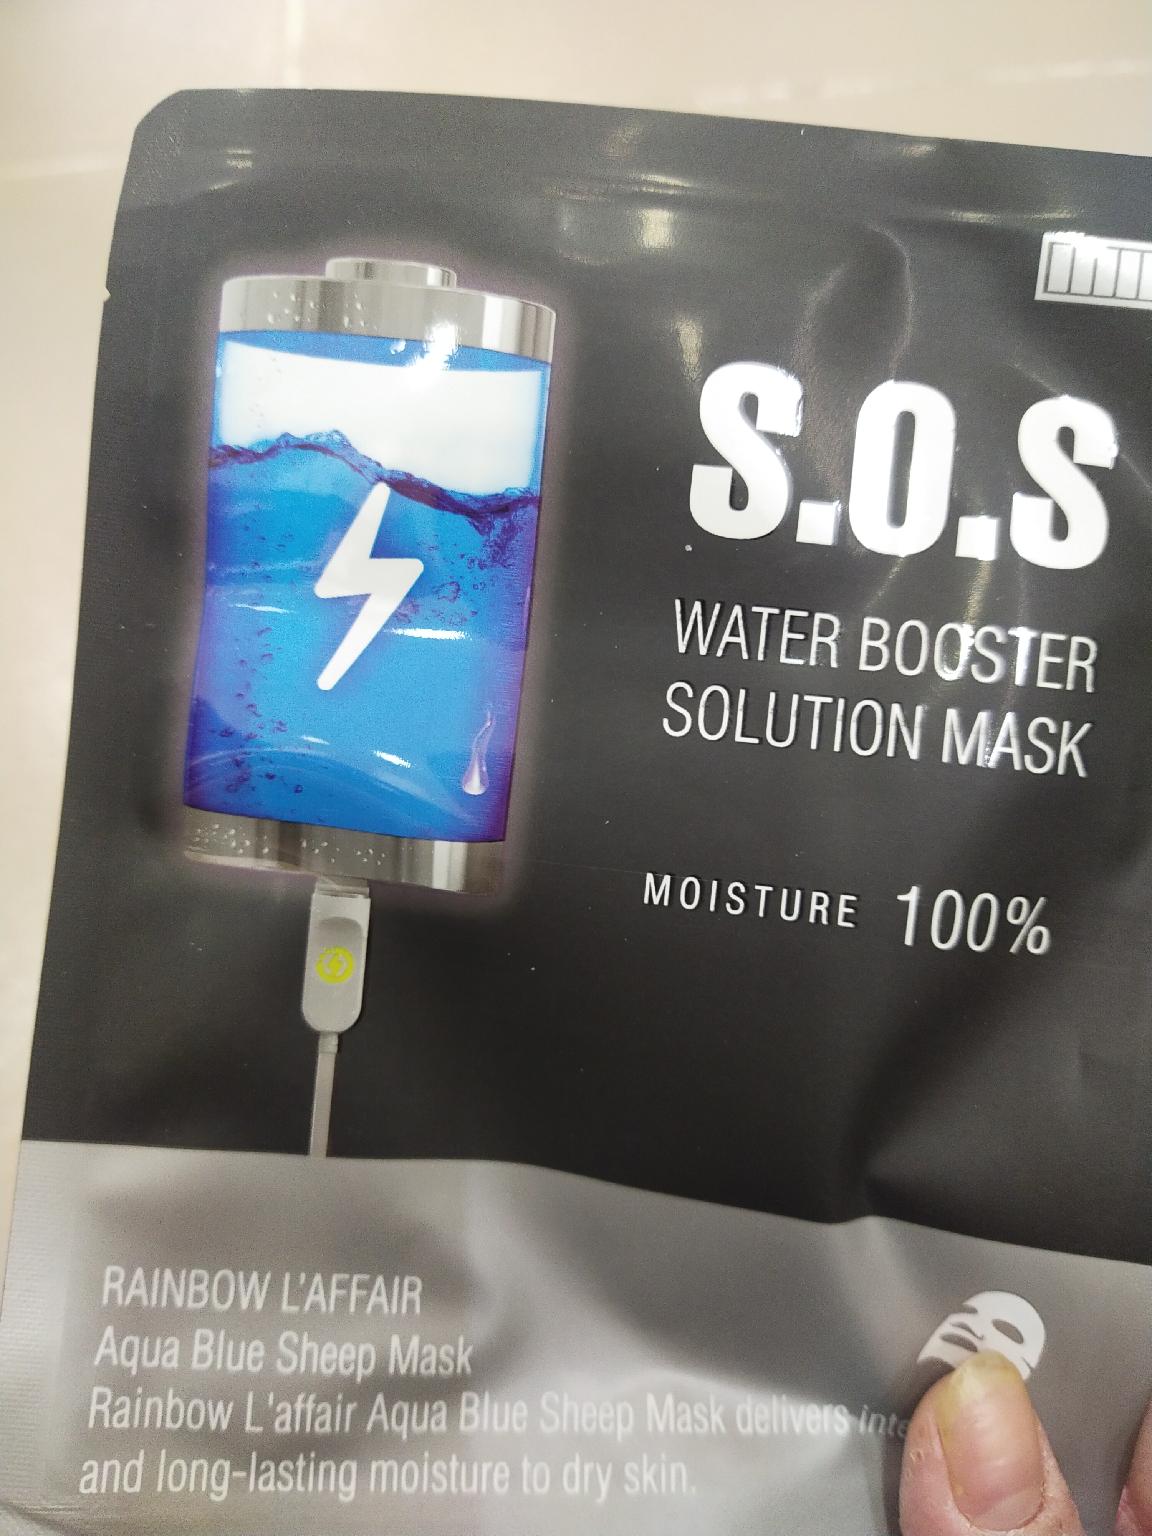 S.O.S
WATER BOOSTER
SOLUTION MASK
MOISTURE 100%
RAINBOW L'AFFAIR
Aqua Blue Sheep Mask
Rainbow L'affair Aqua Blue Sheep Mask delivers
and long-lasting moisture to dry skin.